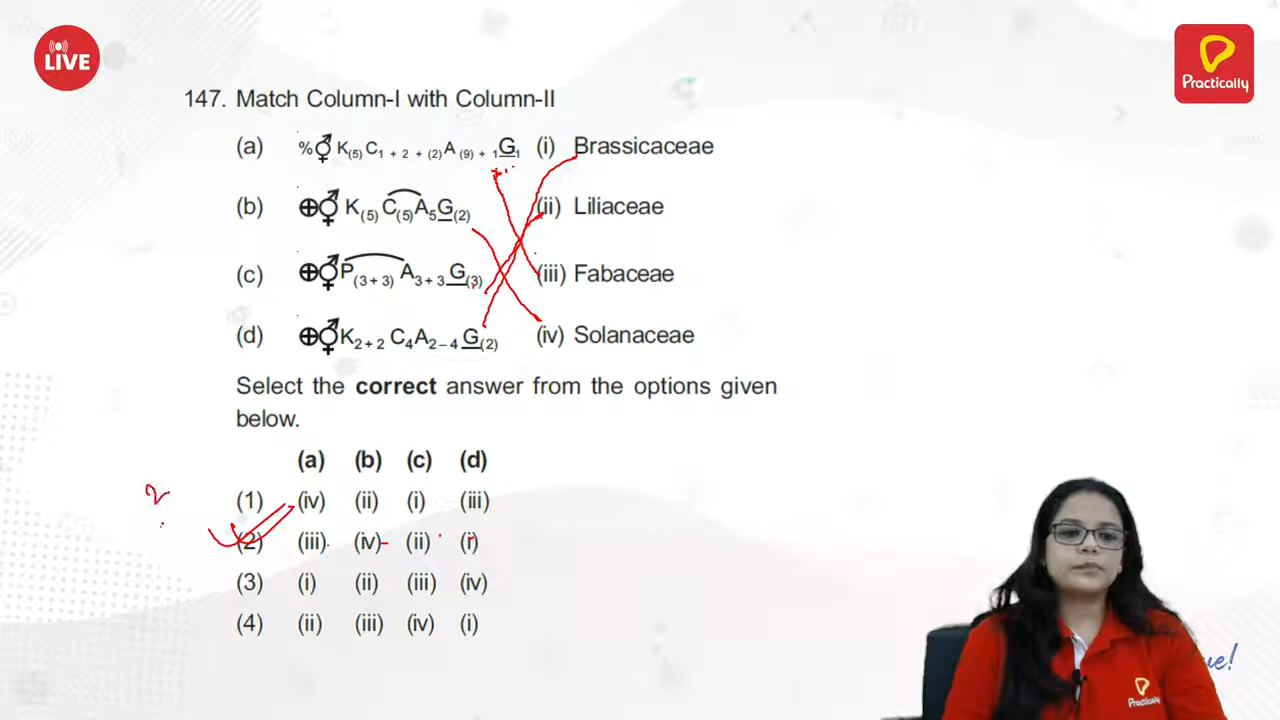 LIVE
Practically
147. Match Column-I with Column-II
(a) %⚥ K(5) C1 + 2 + (2) A (9) + 1 G1 (i) Brassicaceae
(b) ⊕⚥ K(5) C(5) A5 G(2) (ii) Liliaceae
(c) ⊕⚥ P(3 + 3) A3 + 3 G(3) (iii) Fabaceae
(d) ⊕⚥ K2 + 2 C4 A2 – 4 G(2) (iv) Solanaceae
Select the correct answer from the options given
below.
(a) (b) (c) (d)
(1) (iv) (ii) (i) (iii)
2
(2) (iii) (iv) (ii) (i)
(3) (i) (ii) (iii) (iv)
(4) (ii) (iii) (iv) (i)
Practically